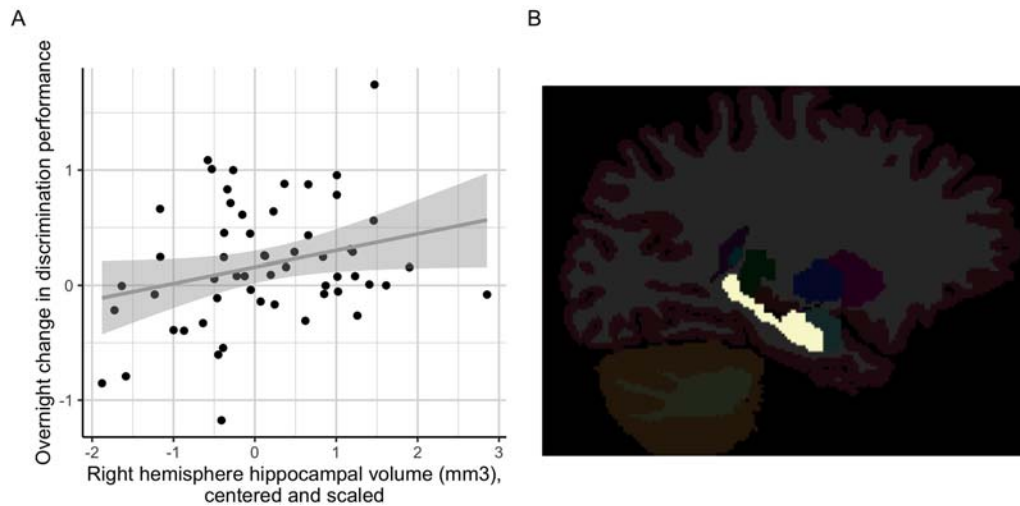 A
B
Overnight change in discrimination performance
1
0
-1
-2
-1
0
1
2
3
Right hemisphere hippocampal volume (mm3),
centered and scaled